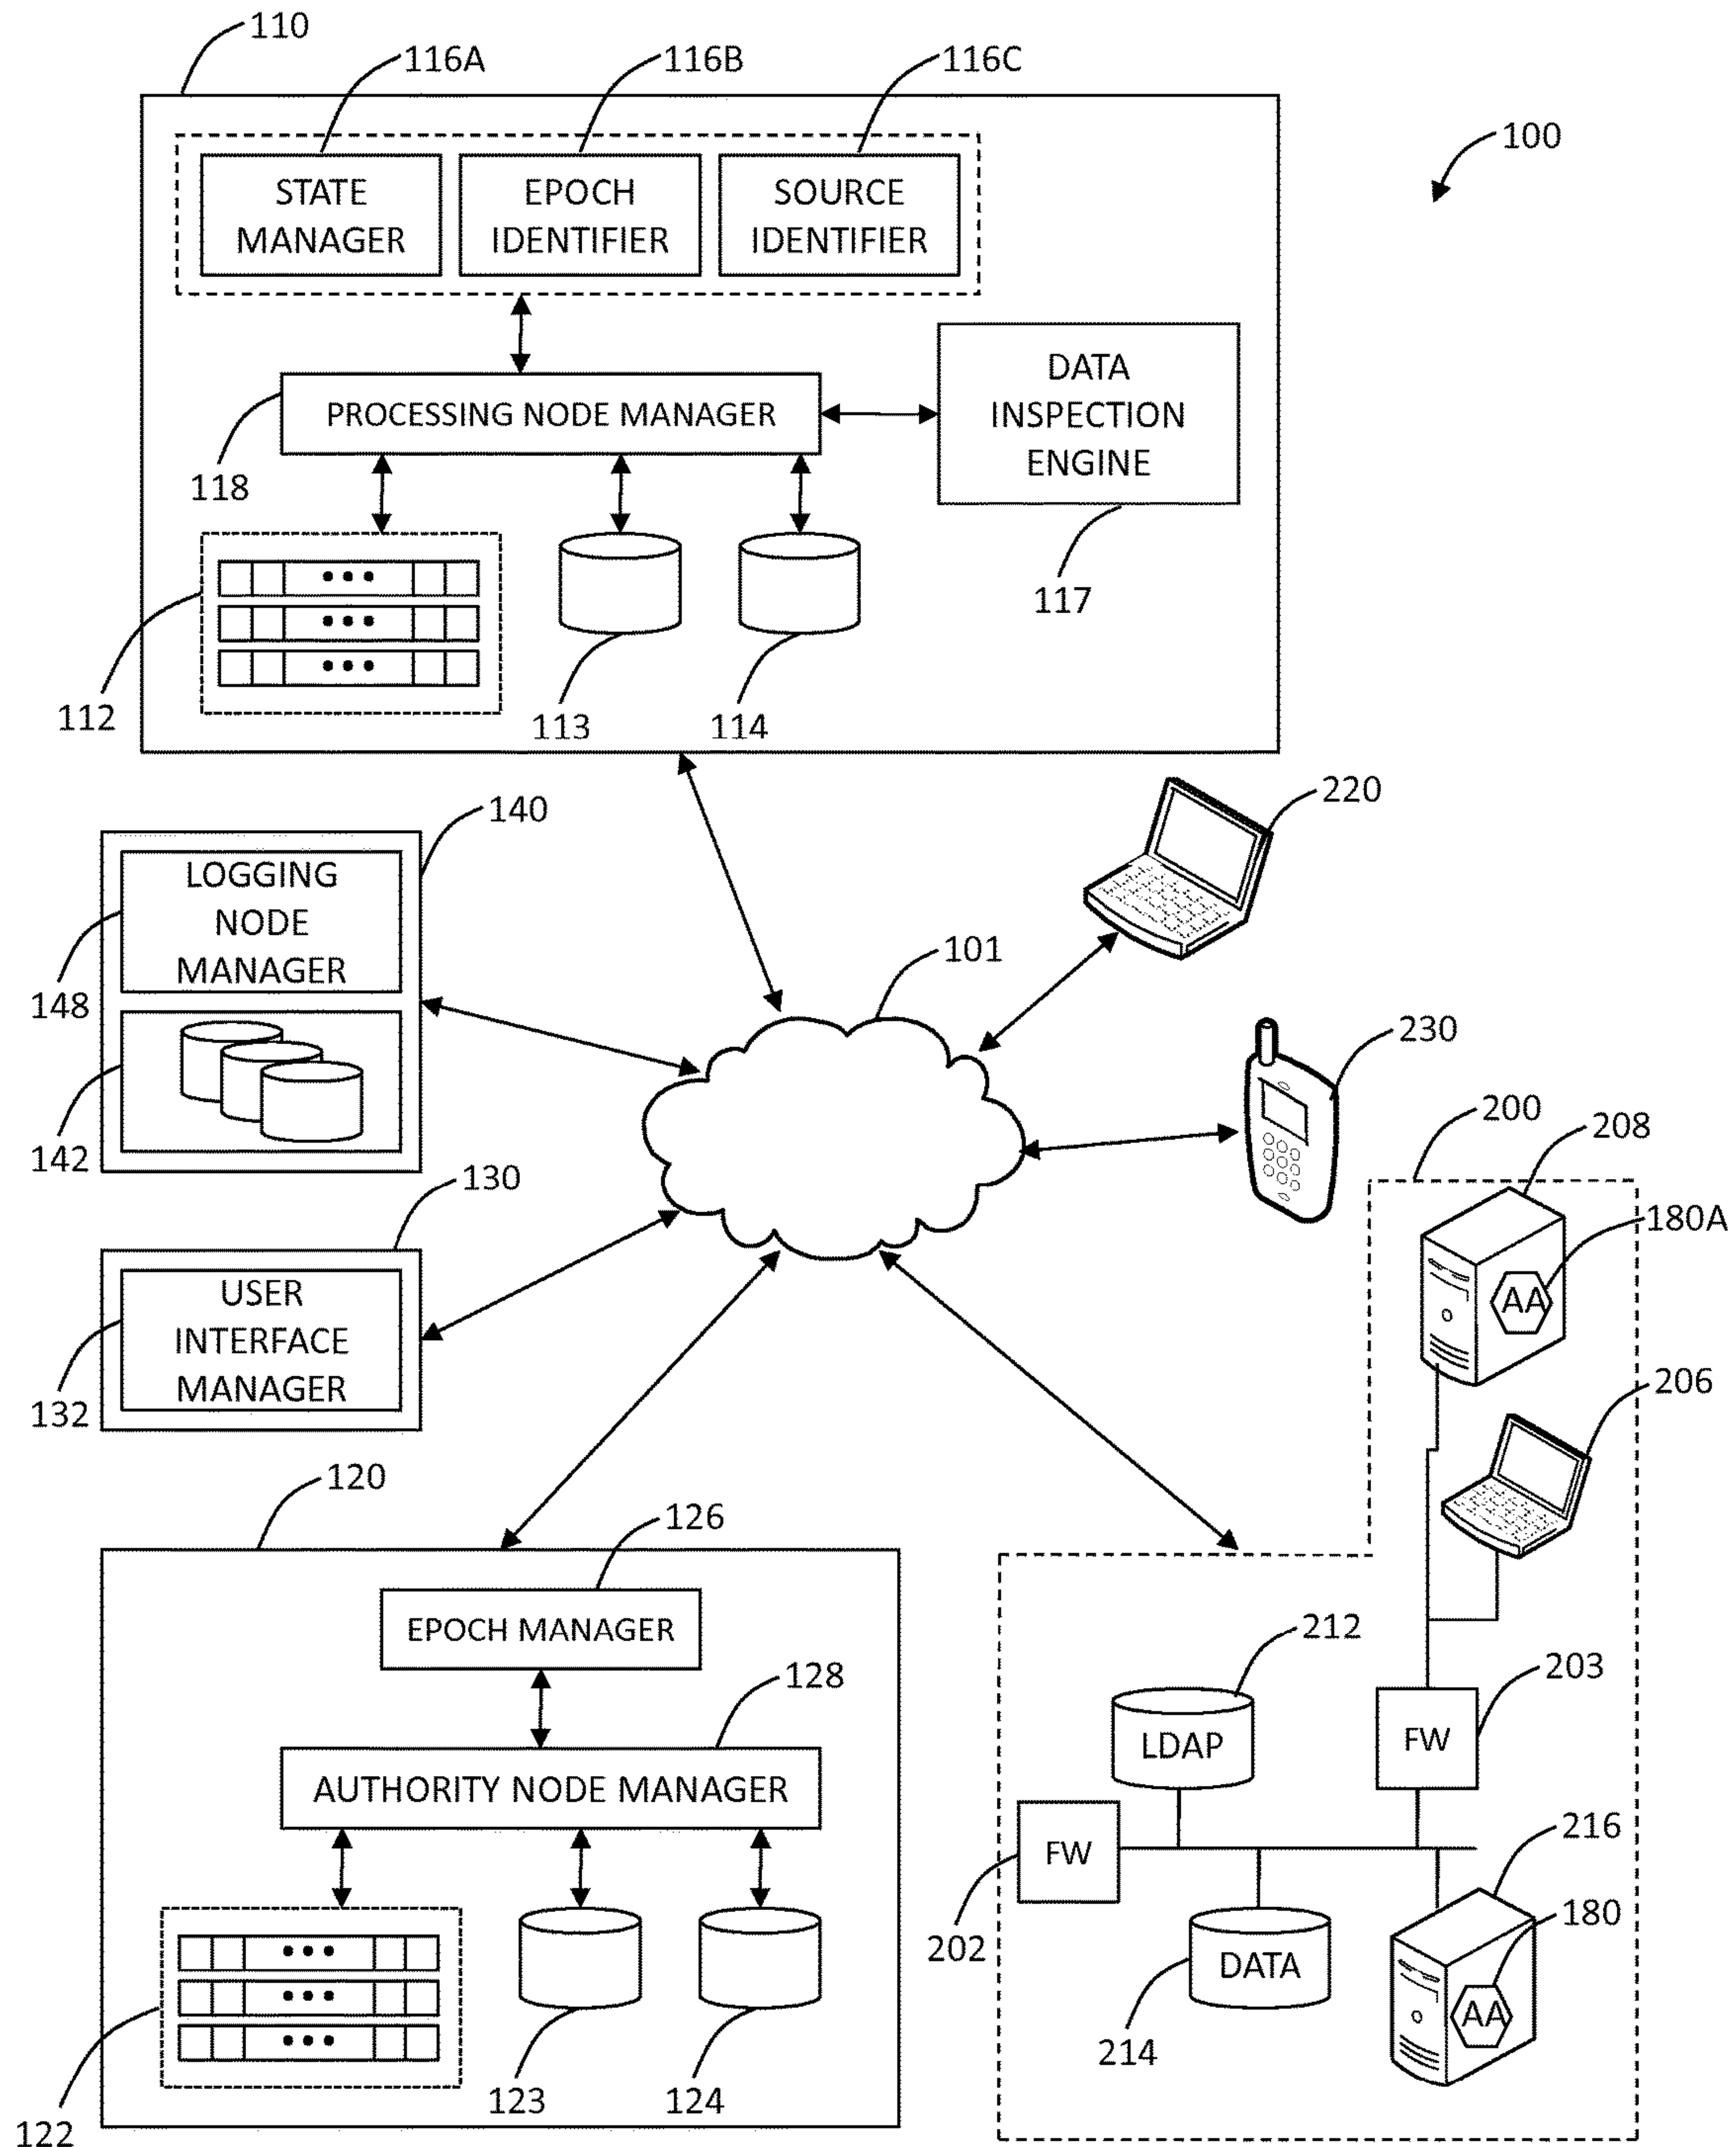 110
116A
116B
116C
100
STATE
MANAGER
EPOCH
IDENTIFIER
SOURCE
IDENTIFIER
PROCESSING NODE MANAGER
DATA
INSPECTION
ENGINE
118
117
112
113
114
140
220
LOGGING
NODE
MANAGER
148
101
142
230
200
208
180A
AA
130
USER
INTERFACE
MANAGER
132
206
120
126
EPOCH MANAGER
128
AUTHORITY NODE MANAGER
212
LDAP
203
FW
FW
202
216
180
AA
DATA
214
122
123
124